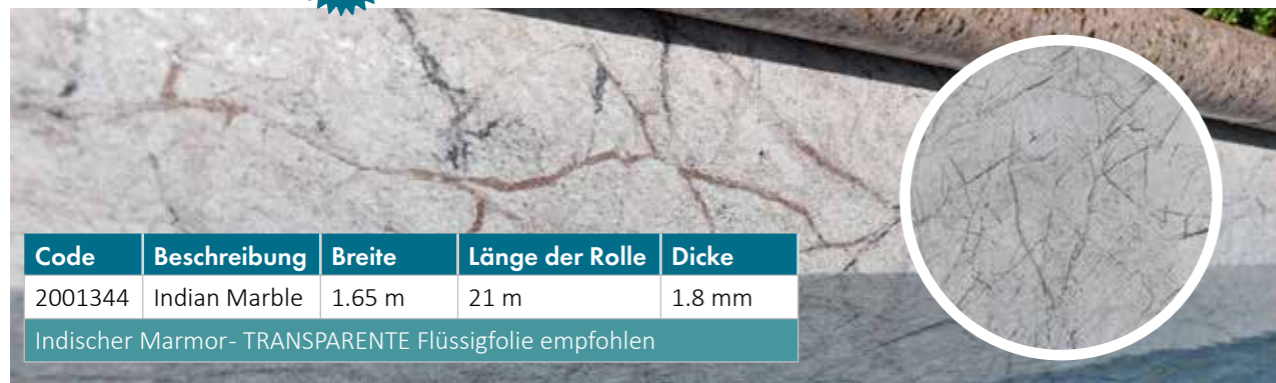 Code Beschreibung Breite Länge der Rolle Dicke
2001344 Indian Marble 1.65 m 21 m 1.8 mm
Indischer Marmor- TRANSPARENTE Flüssigfolie empfohlen